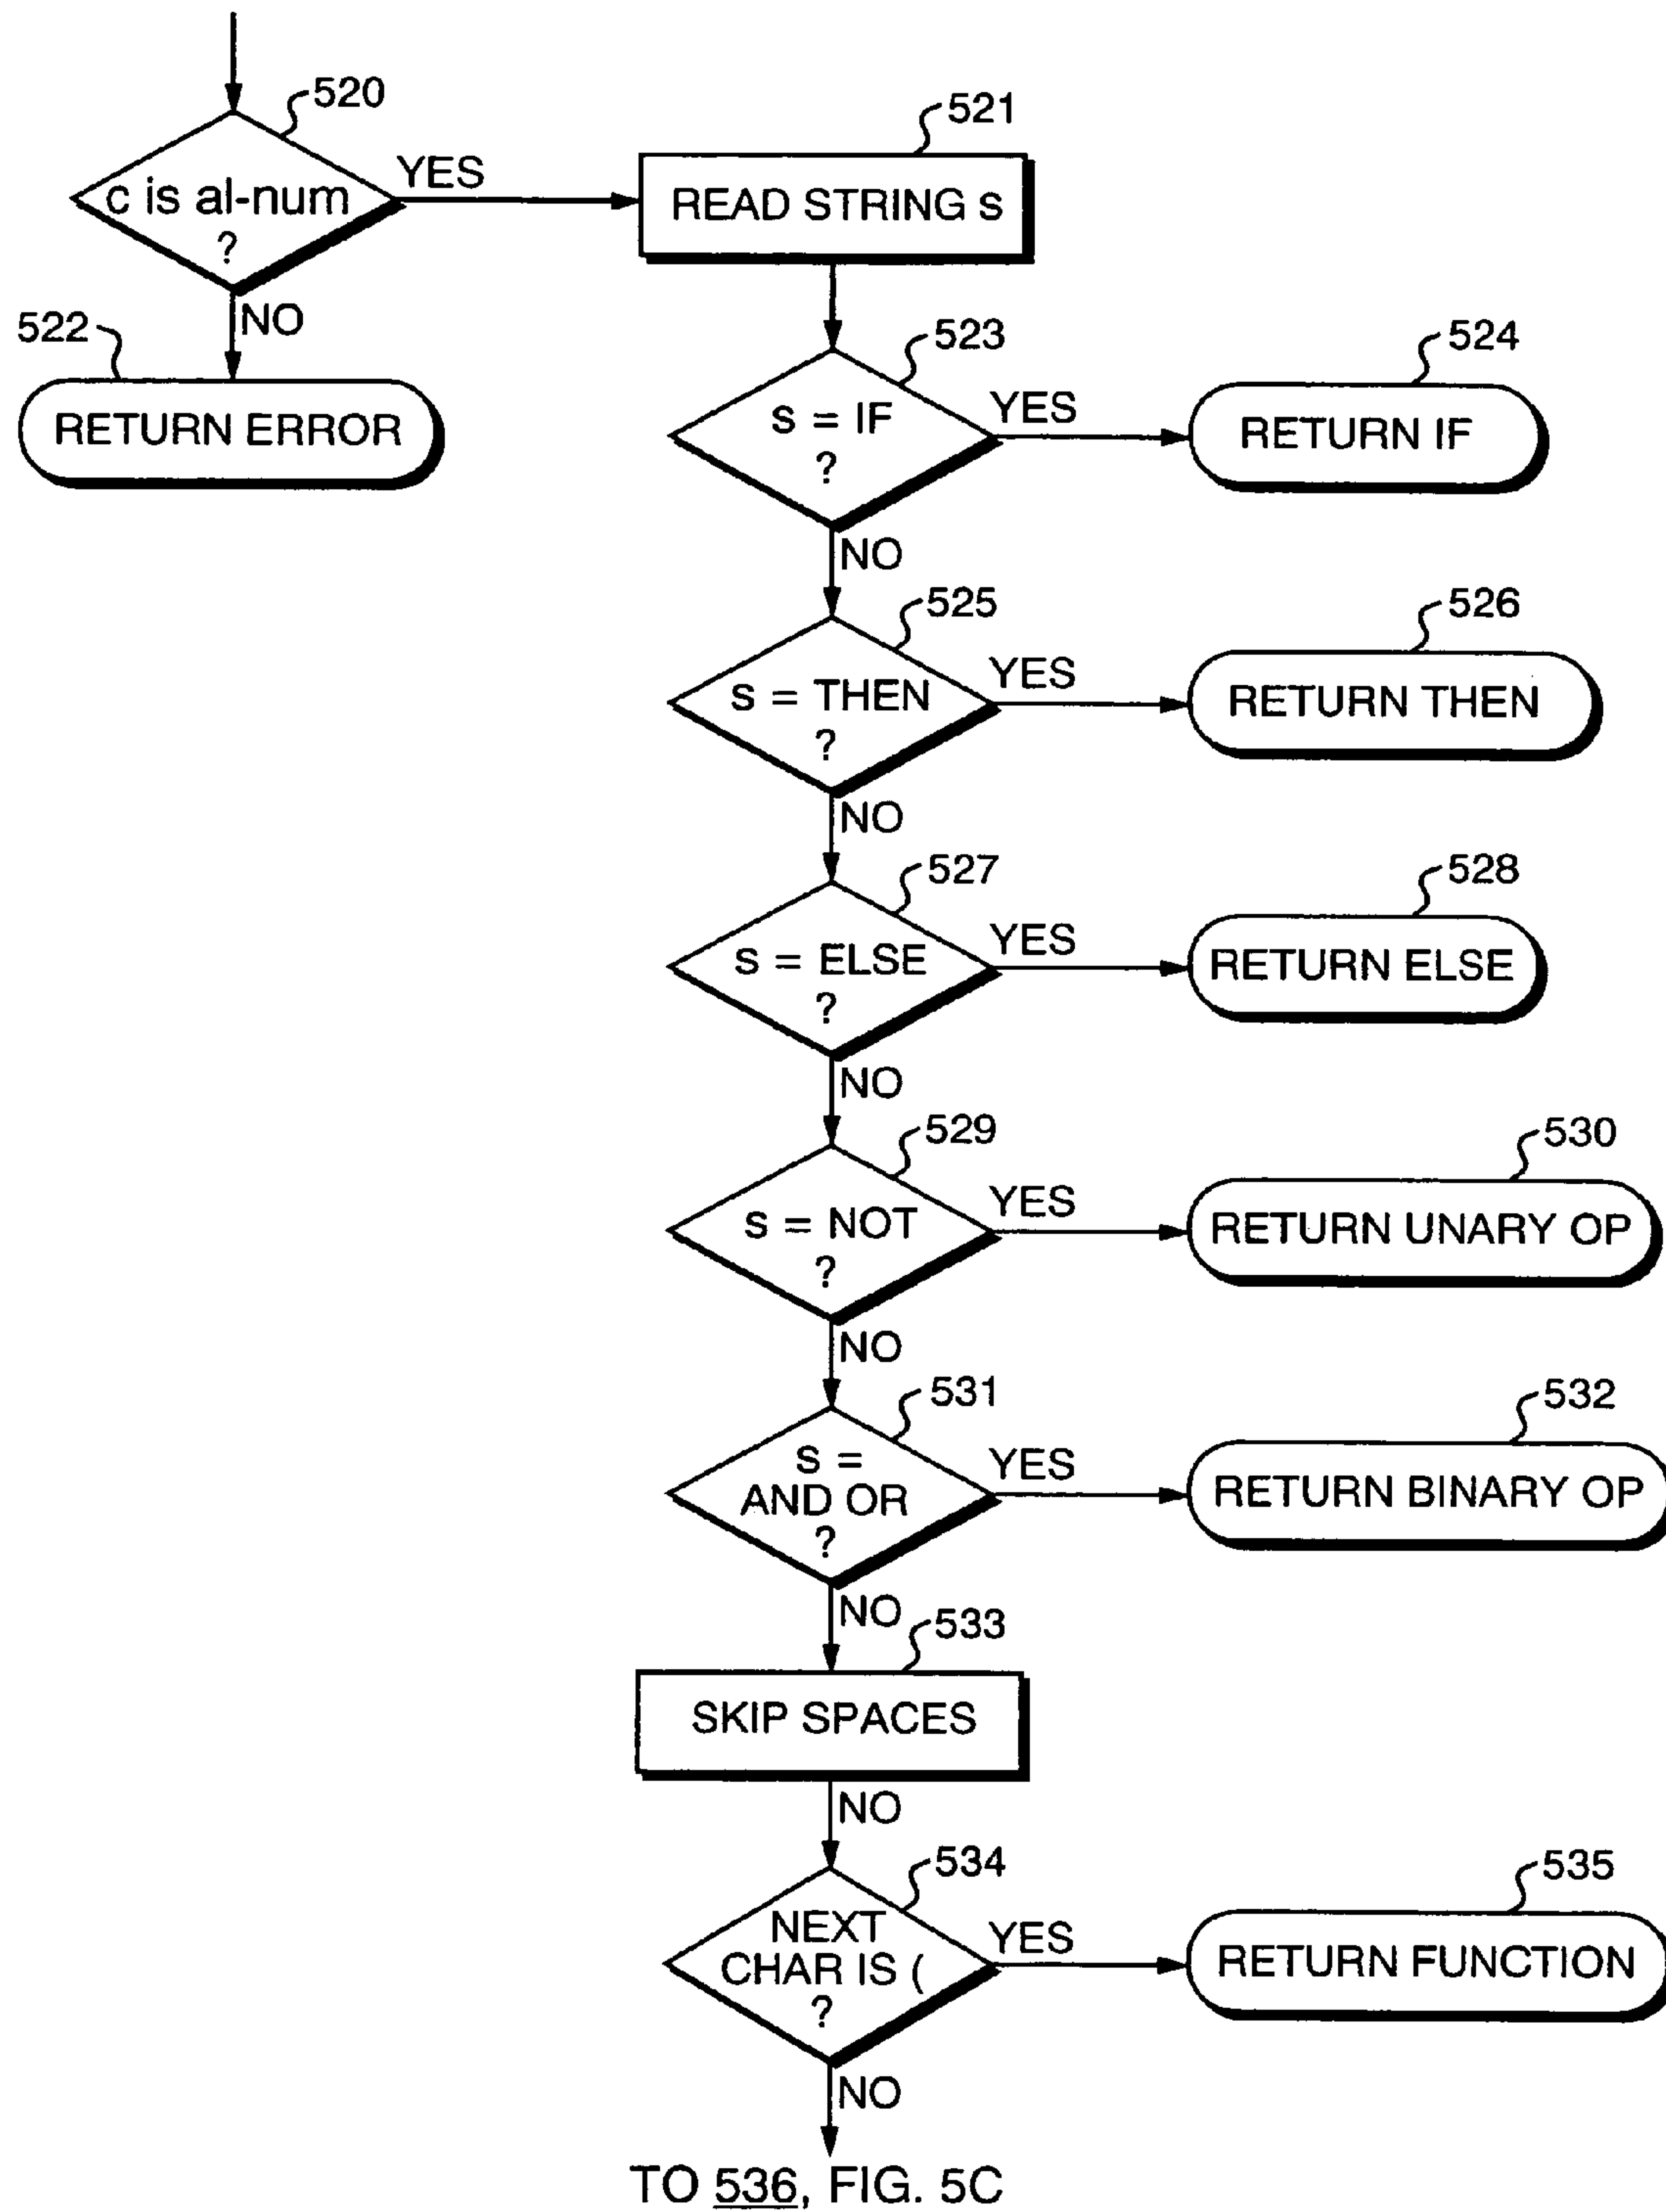 520
c is al-num
?
YES
521
READ STRING s
NO
522
RETURN ERROR
523
s = IF
?
YES
524
RETURN IF
NO
525
s = THEN
?
YES
526
RETURN THEN
NO
527
s = ELSE
?
YES
528
RETURN ELSE
NO
529
s = NOT
?
YES
530
RETURN UNARY OP
NO
531
s =
AND OR
?
YES
532
RETURN BINARY OP
NO
533
SKIP SPACES
NO
534
NEXT
CHAR IS (
?
YES
535
RETURN FUNCTION
NO
TO 536, FIG. 5C